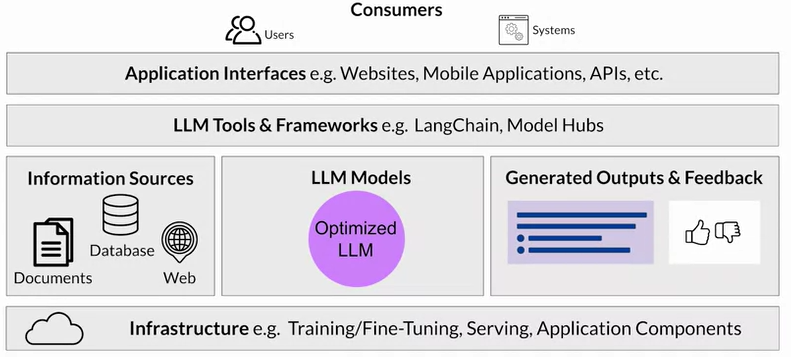 Consumers
Users
Systems
Application Interfaces e.g. Websites, Mobile Applications, APIs, etc.
LLM Tools & Frameworks e.g. LangChain, Model Hubs
Information Sources
Documents
Database
Web
LLM Models
Optimized
LLM
Generated Outputs & Feedback
Infrastructure e.g. Training/Fine-Tuning, Serving, Application Components